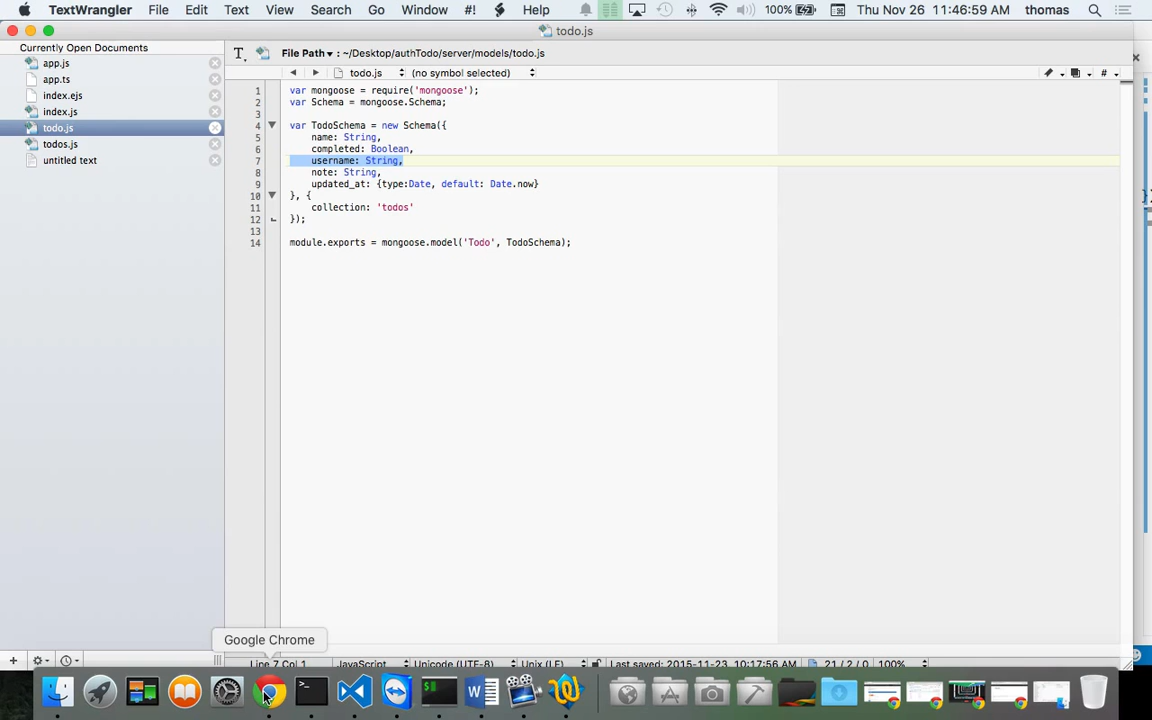 TextWrangler File Edit Text View Search Go Window #! Help 100% Thu Nov 26 11:46:59 AM thomas
todo.js
Currently Open Documents
app.js
app.ts
index.ejs
index.js
todo.js
todos.js
untitled text
T. File Path ▾ : ~/Desktop/authTodo/server/models/todo.js
todo.js (no symbol selected) #
1 var mongoose = require('mongoose');
2 var Schema = mongoose.Schema;
3
4 var TodoSchema = new Schema({
5 name: String,
6 completed: Boolean,
7 username: String,
8 note: String,
9 updated_at: {type:Date, default: Date.now}
10 }, {
11 collection: 'todos'
12 });
13
14 module.exports = mongoose.model('Todo', TodoSchema);
Google Chrome
Line 7 Col 1 JavaScript Unicode (UTF-8) Unix (LF) Last saved: 2015-11-23, 10:17:56 AM 21 / 2 / 0 100%